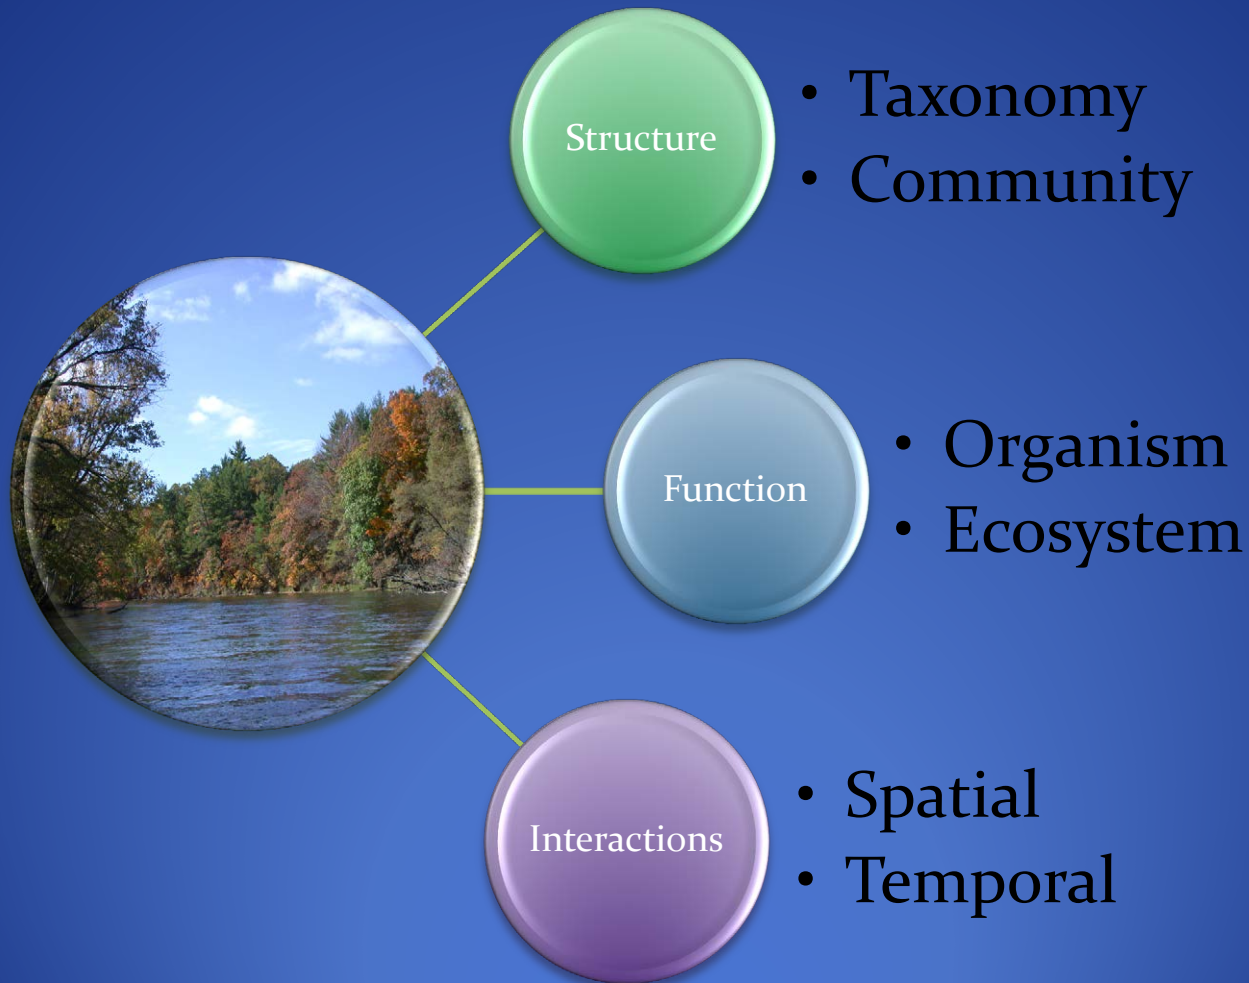 Structure
• Taxonomy
• Community
Function
• Organism
• Ecosystem
Interactions
• Spatial
• Temporal